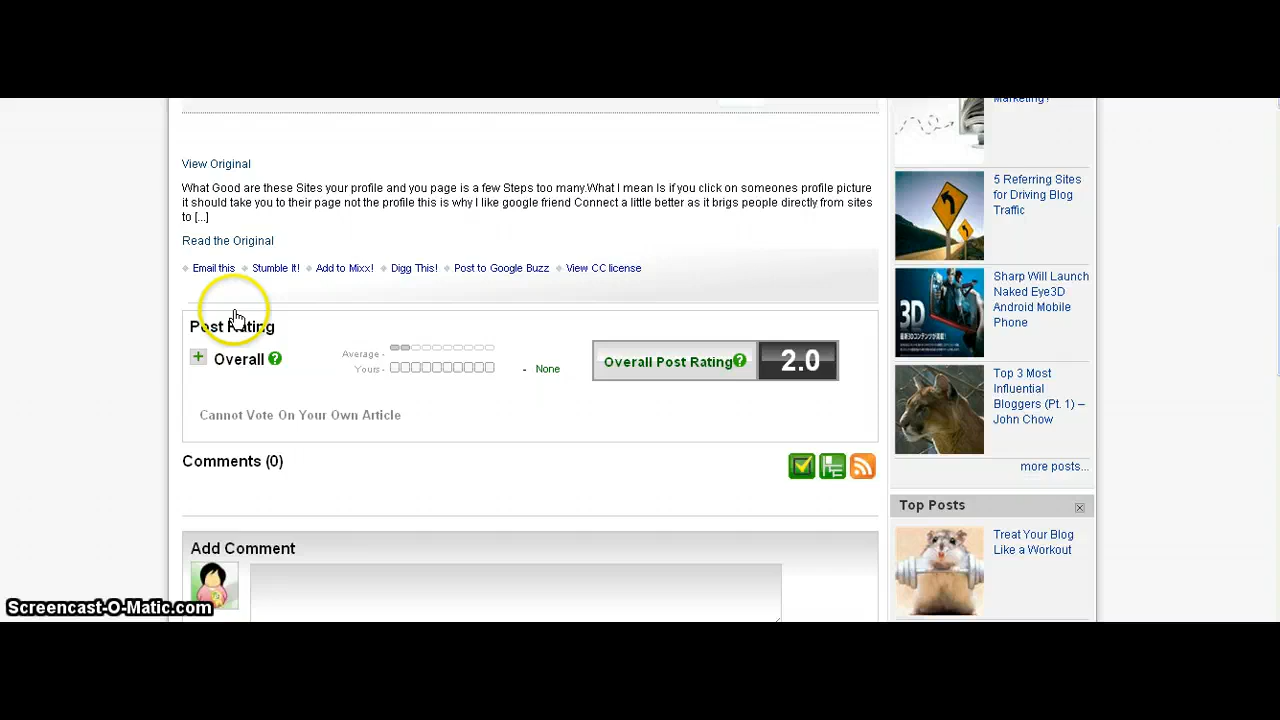 Marketing?
View Original
What Good are these Sites your profile and you page is a few Steps too many.What I mean Is if you click on someones profile picture
it should take you to their page not the profile this is why I like google friend Connect a little better as it brigs people directly from sites
to [...]
Read the Original
Email this
Stumble It!
Add to Mixx!
Digg This!
Post to Google Buzz
View CC license
Post Rating
+ Overall ?
Average -
Yours -
- None
Overall Post Rating ?
2.0
Cannot Vote On Your Own Article
Comments (0)
Add Comment
5 Referring Sites
for Driving Blog
Traffic
Sharp Will Launch
Naked Eye3D
Android Mobile
Phone
3D
Top 3 Most
Influential
Bloggers (Pt. 1) –
John Chow
more posts...
Top Posts
Treat Your Blog
Like a Workout
Screencast-O-Matic.com